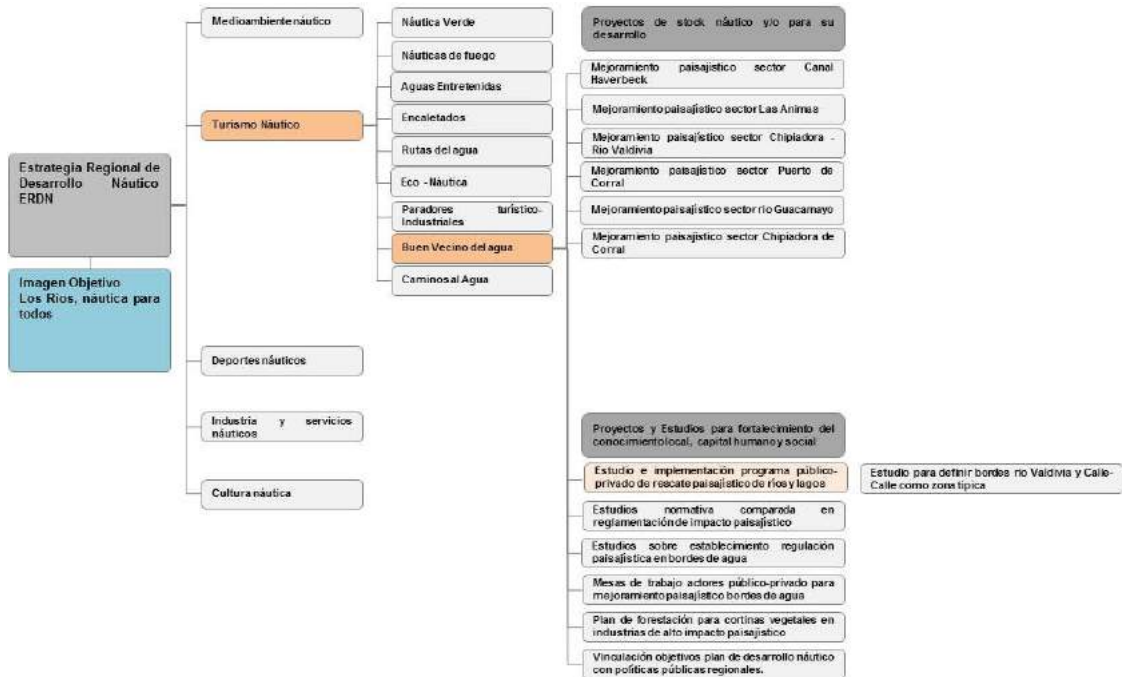 Estrategia Regional de
Desarrollo Náutico
ERDN
Imagen Objetivo
Los Rios, náutica para
todos
Medioambiente náutico
Turismo Náutico
Deportes náuticos
Industria y servicios
náuticos
Cultura náutica
Náutica Verde
Náuticas de fuego
Aguas Entretenidas
Encaletados
Rutas del agua
Eco - Náutica
Paradores turístico-
Industriales
Buen Vecino del agua
Caminos al Agua
Proyectos de stock náutico y/o para su
desarrollo
Mejoramiento paisajístico sector Canal
Haverbeck
Mejoramiento paisajístico sector Las Animas
Mejoramiento paisajístico sector Chipiadora -
Rio Valdivia
Mejoramiento paisajístico sector Puerto de
Corral
Mejoramiento paisajístico sector río Guacamayo
Mejoramiento paisajístico sector Chipiadora de
Corral
Proyectos y Estudios para fortalecimiento del
conocimiento local, capital humano y social
Estudio e implementación programa público-
privado de rescate paisajístico de ríos y lagos
Estudio para definir bordes río Valdivia y Calle-
Calle como zona típica
Estudios normativa comparada en
reglamentación de impacto paisajístico
Estudios sobre establecimiento regulación
paisajística en bordes de agua
Mesas de trabajo actores público-privado para
mejoramiento paisajístico bordes de agua
Plan de forestación para cortinas vegetales en
industrias de alto impacto paisajístico
Vinculación objetivos plan de desarrollo náutico
con políticas públicas regionales.